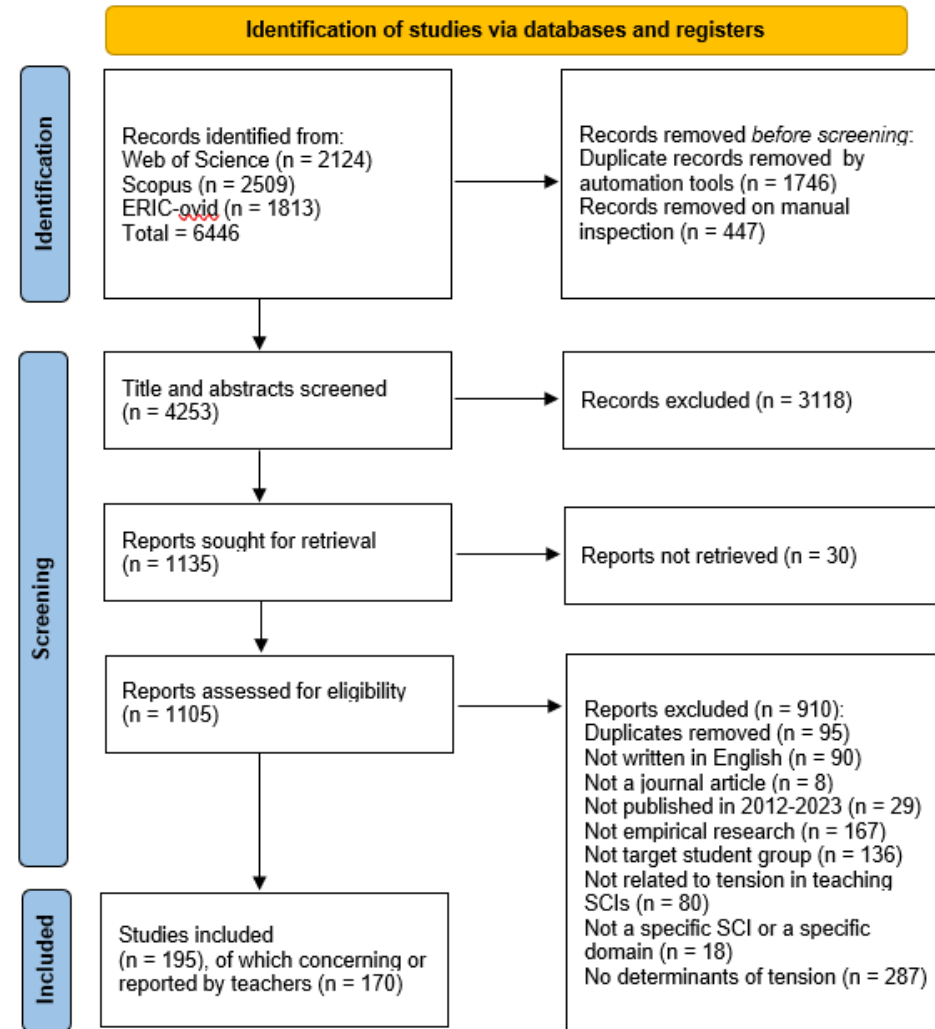 Identification of studies via databases and registers
Identification
Records identified from:
Web of Science (n = 2124)
Scopus (n = 2509)
ERIC-ovid (n = 1813)
Total = 6446
Records removed before screening:
Duplicate records removed by
automation tools (n = 1746)
Records removed on manual
inspection (n = 447)
Screening
Title and abstracts screened
(n = 4253)
Records excluded (n = 3118)
Reports sought for retrieval
(n = 1135)
Reports not retrieved (n = 30)
Reports assessed for eligibility
(n = 1105)
Reports excluded (n = 910):
Duplicates removed (n = 95)
Not written in English (n = 90)
Not a journal article (n = 8)
Not published in 2012-2023 (n = 29)
Not empirical research (n = 167)
Not target student group (n = 136)
Not related to tension in teaching
SCIs (n = 80)
Not a specific SCI or a specific
domain (n = 18)
No determinants of tension (n = 287)
Included
Studies included
(n = 195), of which concerning or
reported by teachers (n = 170)